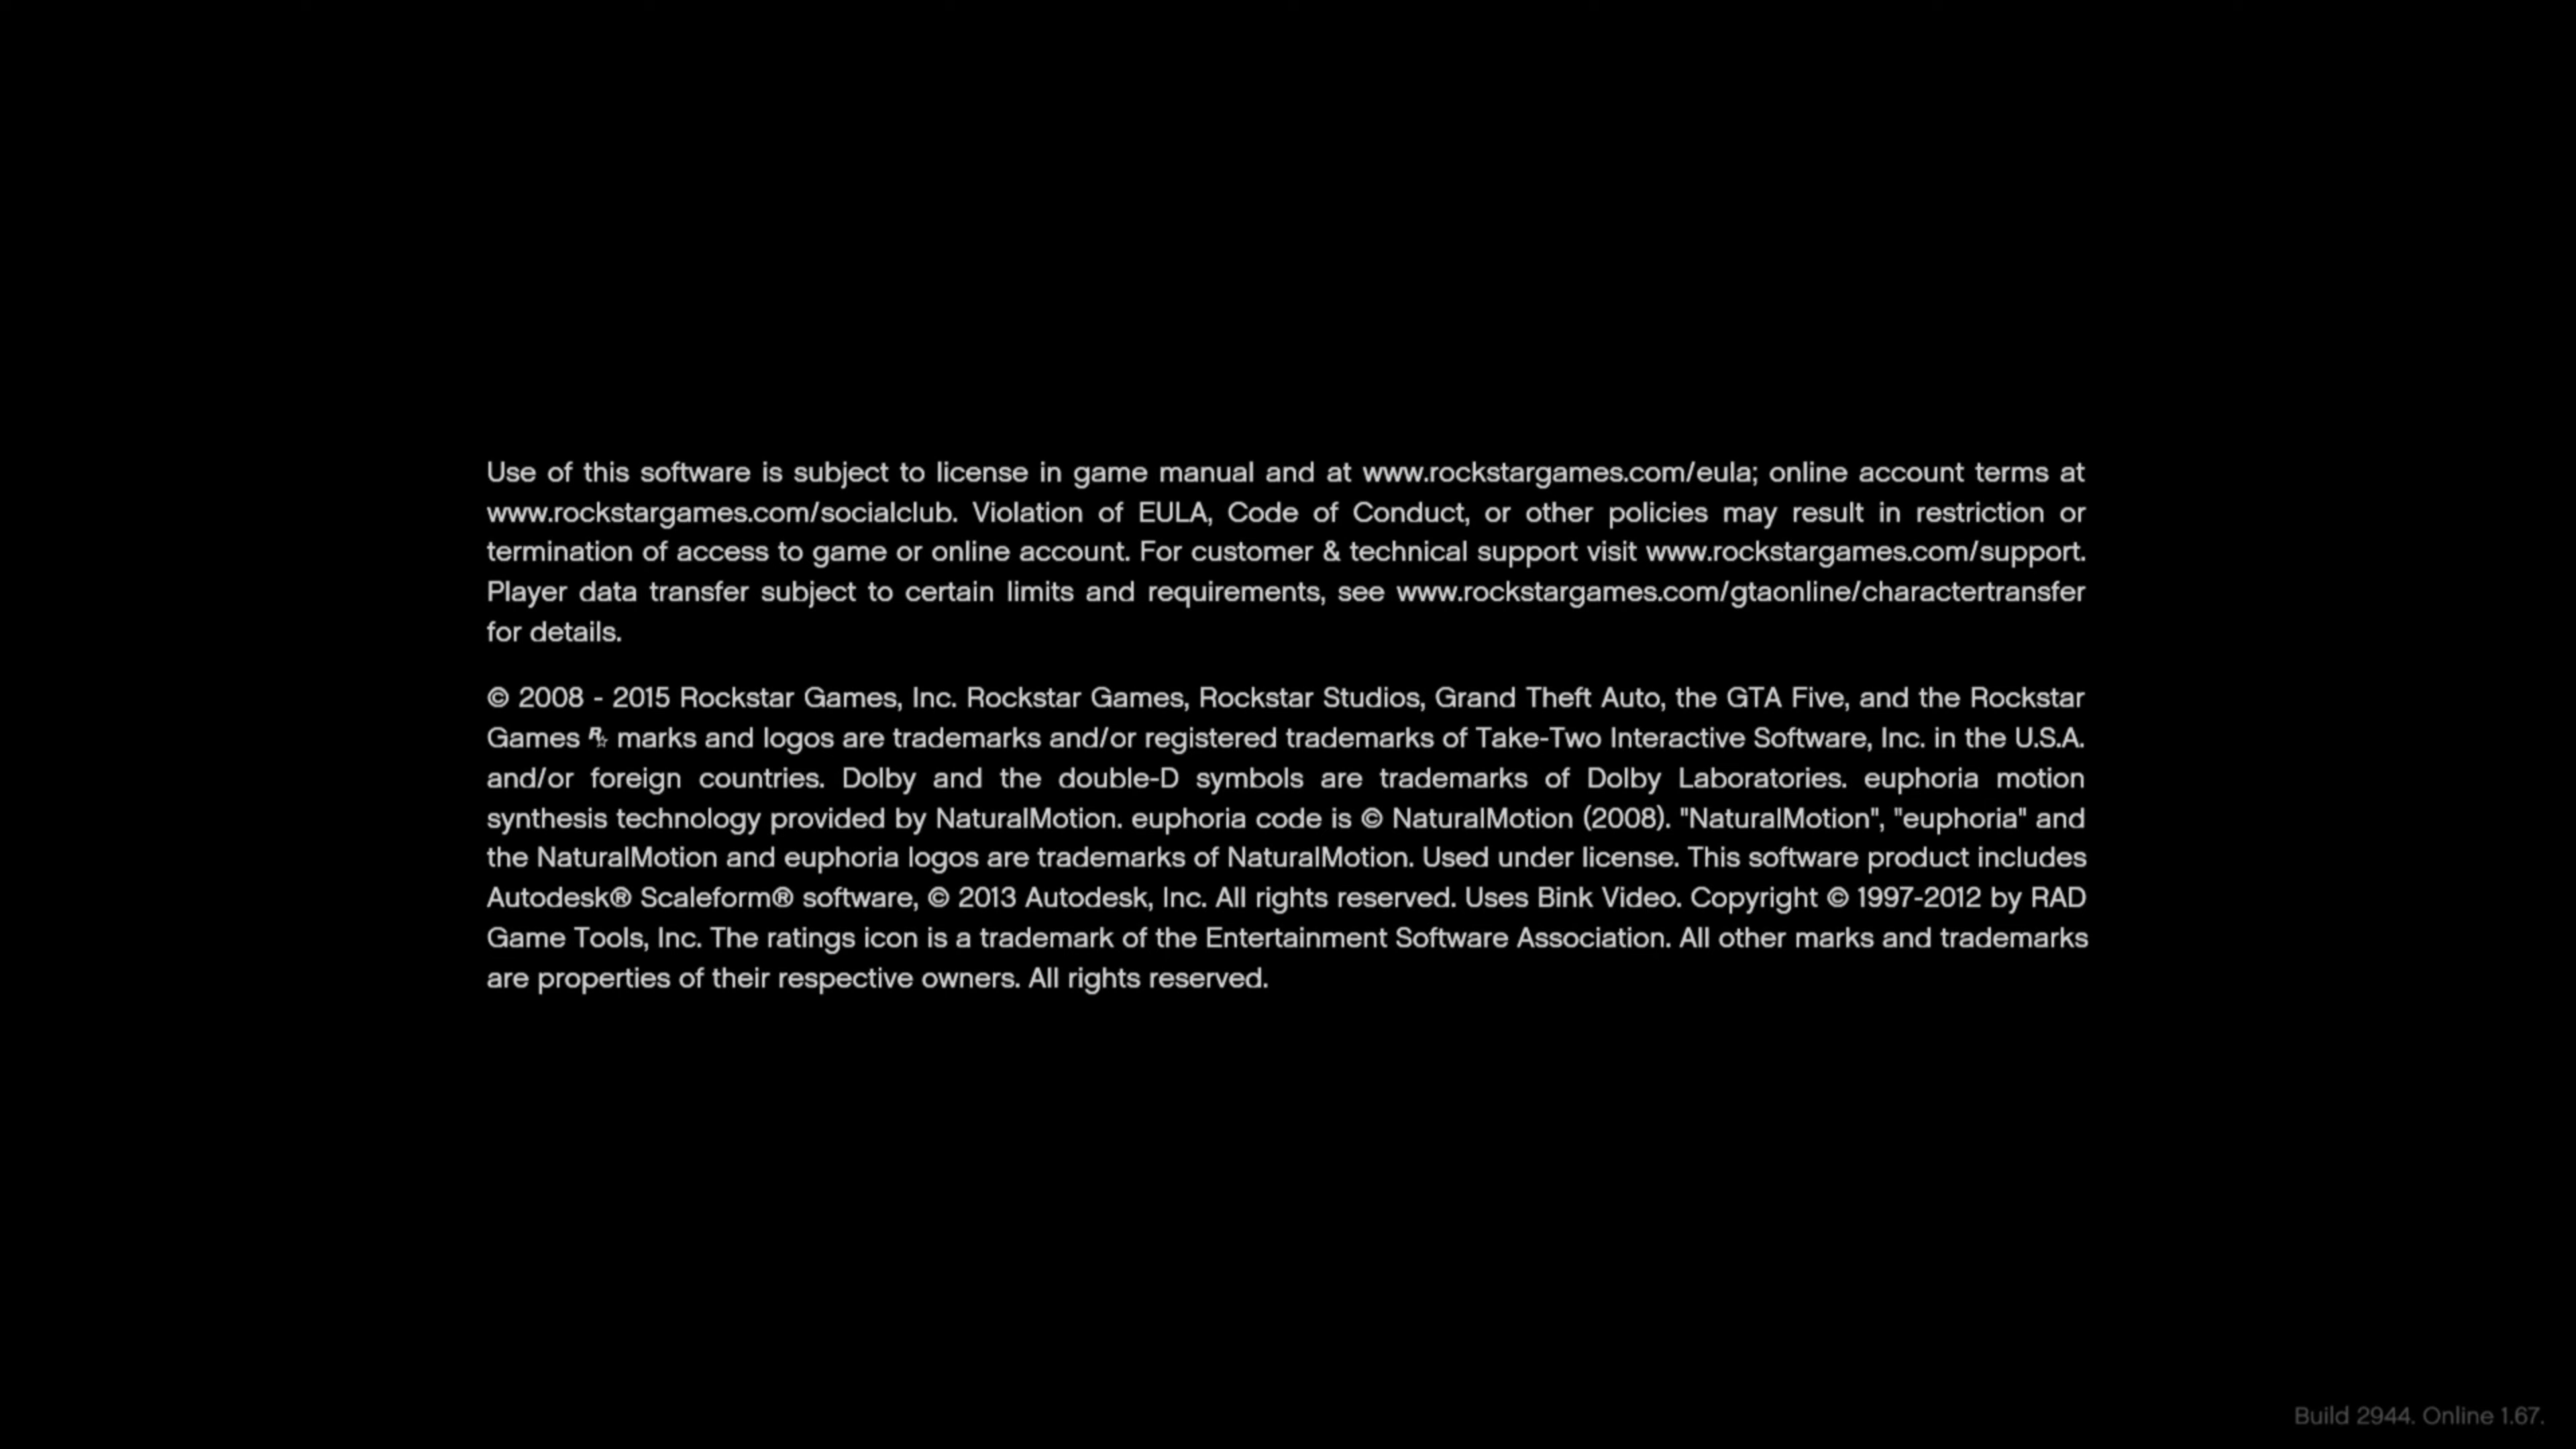 Use of this software is subject to license in game manual and at www.rockstargames.com/eula; online account terms at
www.rockstargames.com/socialclub. Violation of EULA, Code of Conduct, or other policies may result in restriction or
termination of access to game or online account. For customer & technical support visit www.rockstargames.com/support.
Player data transfer subject to certain limits and requirements, see www.rockstargames.com/gtaonline/charactertransfer
for details.
© 2008 - 2015 Rockstar Games, Inc. Rockstar Games, Rockstar Studios, Grand Theft Auto, the GTA Five, and the Rockstar
Games R☆ marks and logos are trademarks and/or registered trademarks of Take-Two Interactive Software, Inc. in the U.S.A.
and/or foreign countries. Dolby and the double-D symbols are trademarks of Dolby Laboratories. euphoria motion
synthesis technology provided by NaturalMotion. euphoria code is © NaturalMotion (2008). "NaturalMotion", "euphoria" and
the NaturalMotion and euphoria logos are trademarks of NaturalMotion. Used under license. This software product includes
Autodesk® Scaleform® software, © 2013 Autodesk, Inc. All rights reserved. Uses Bink Video. Copyright © 1997-2012 by RAD
Game Tools, Inc. The ratings icon is a trademark of the Entertainment Software Association. All other marks and trademarks
are properties of their respective owners. All rights reserved.
Build 2944. Online 1.67.